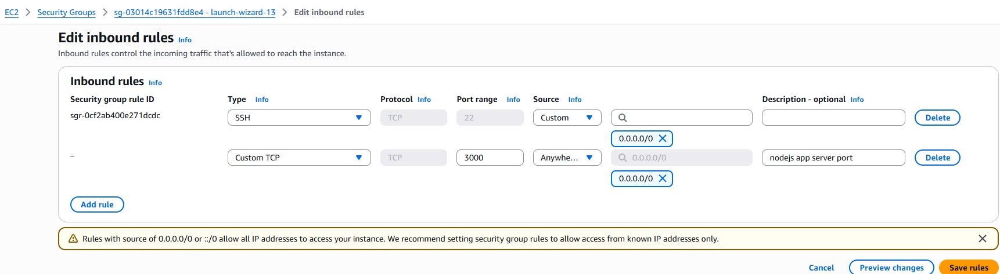 EC2 > Security Groups > sg-03014c19631fdd8e4 - launch-wizard-13 > Edit inbound rules
Edit inbound rules Info
Inbound rules control the incoming traffic that's allowed to reach the instance.
Inbound rules Info
Security group rule ID Type Info Protocol Info Port range Info Source Info Description - optional Info
sgr-0cf2ab400e271dcdc SSH TCP 22 Custom Delete
0.0.0.0/0
– Custom TCP TCP 3000 Anywhe... 0.0.0.0/0 nodejs app server port Delete
0.0.0.0/0
Add rule
Rules with source of 0.0.0.0/0 or ::/0 allow all IP addresses to access your instance. We recommend setting security group rules to allow access from known IP addresses only.
Cancel Preview changes Save rules